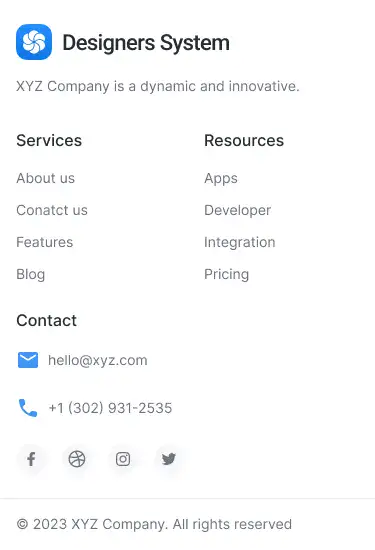 Designers System
XYZ Company is a dynamic and innovative.
Services
About us
Conatct us
Features
Blog
Resources
Apps
Developer
Integration
Pricing
Contact
hello@xyz.com
+1 (302) 931-2535
© 2023 XYZ Company. All rights reserved